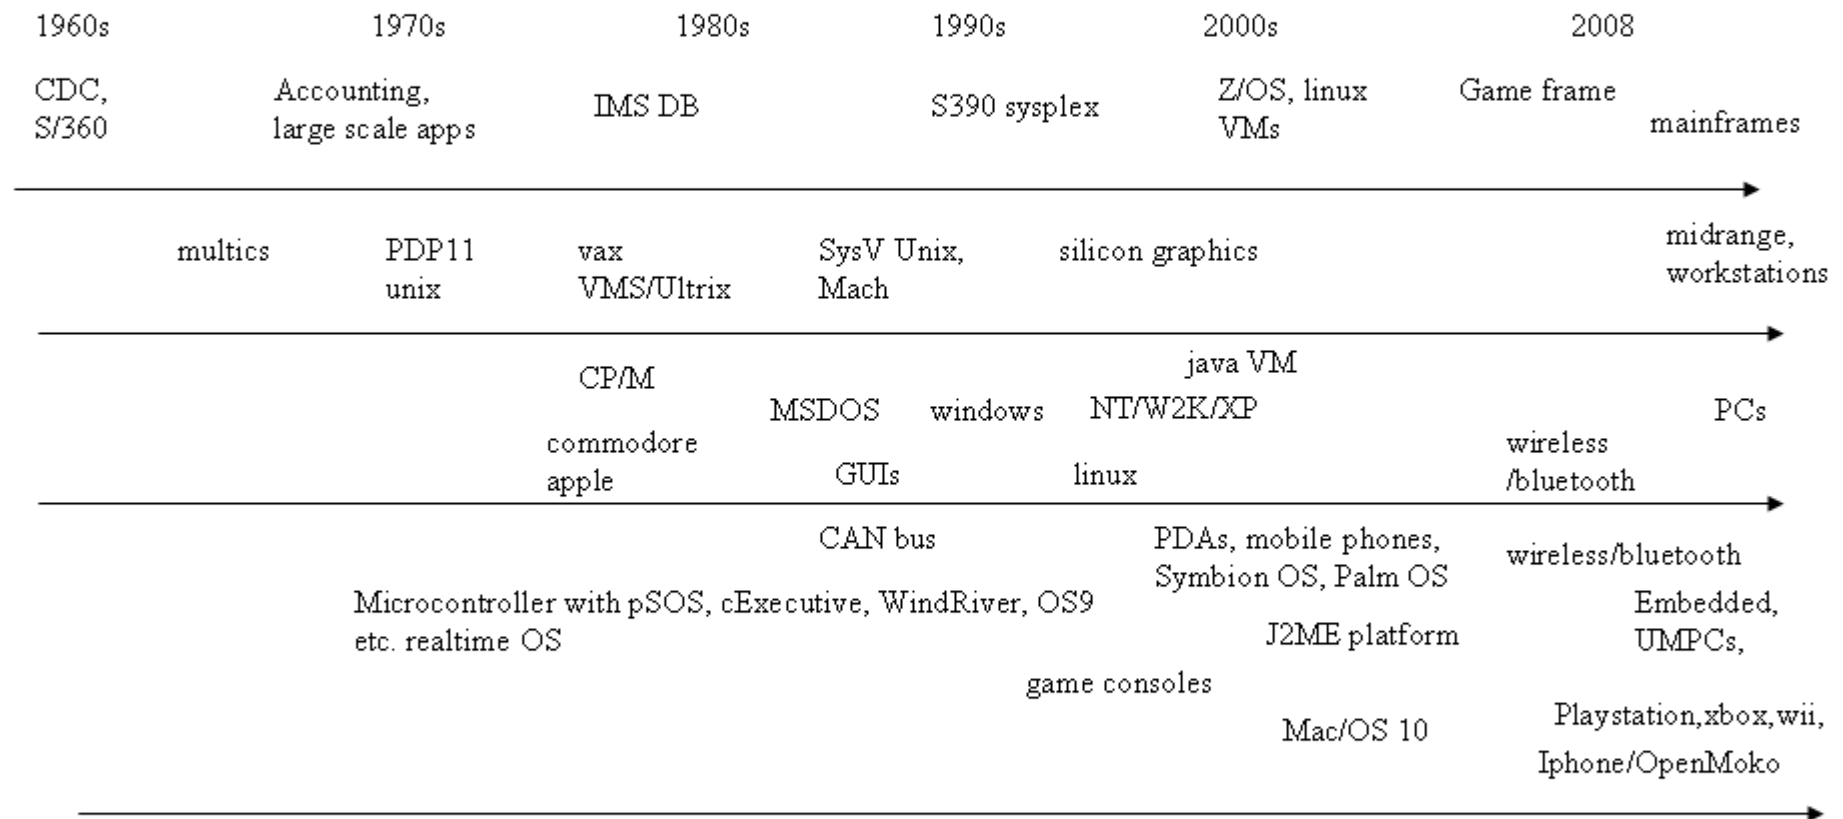 1960s 1970s 1980s 1990s 2000s 2008
CDC,
S/360
Accounting,
large scale apps
IMS DB
S390 sysplex
Z/OS, linux
VMs
Game frame
mainframes
multics
PDP11
unix
vax
VMS/Ultrix
SysV Unix,
Mach
silicon graphics
midrange,
workstations
java VM
CP/M
MSDOS
windows
NT/W2K/XP
PCs
commodore
apple
GUIs
linux
wireless
/bluetooth
CAN bus
PDAs, mobile phones,
Symbion OS, Palm OS
wireless/bluetooth
Microcontroller with pSOS, cExecutive, WindRiver, OS9
etc. realtime OS
Embedded,
UMPCs,
J2ME platform
game consoles
Mac/OS 10
Playstation,xbox,wii,
Iphone/OpenMoko